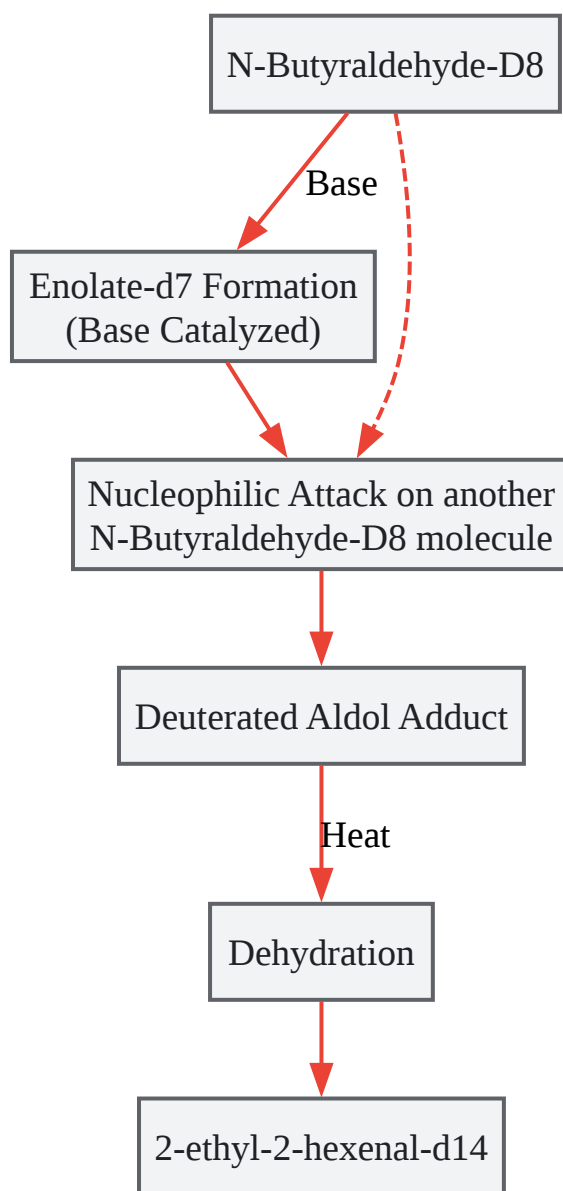 N-Butyraldehyde-D8
Base
Enolate-d7 Formation
(Base Catalyzed)
Nucleophilic Attack on another
N-Butyraldehyde-D8 molecule
Deuterated Aldol Adduct
Heat
Dehydration
2-ethyl-2-hexenal-d14